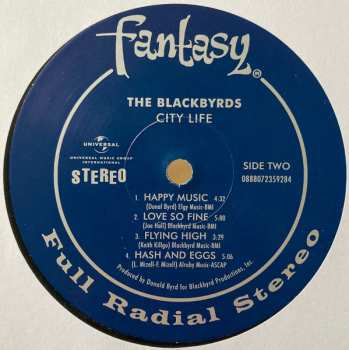 fantasy®
THE BLACKBYRDS
CITY LIFE
UNIVERSAL
UNIVERSAL MUSIC GROUP
INTERNATIONAL
STEREO
SIDE TWO
0888072359284
1. HAPPY MUSIC 4:32
(Donal Byrd) Elgy Music-BMI
2. LOVE SO FINE 5:00
(Joe Hall) Blackbyrd Music-BMI
3. FLYING HIGH 3:29
(Keith Killgo) Blackbyrd Music-BMI
4. HASH AND EGGS 5:06
(L. Mizell-F. Mizell) Alruby Music-ASCAP
Produced by Donald Byrd for Blackbyrd Productions, Inc.
Full Radial Stereo